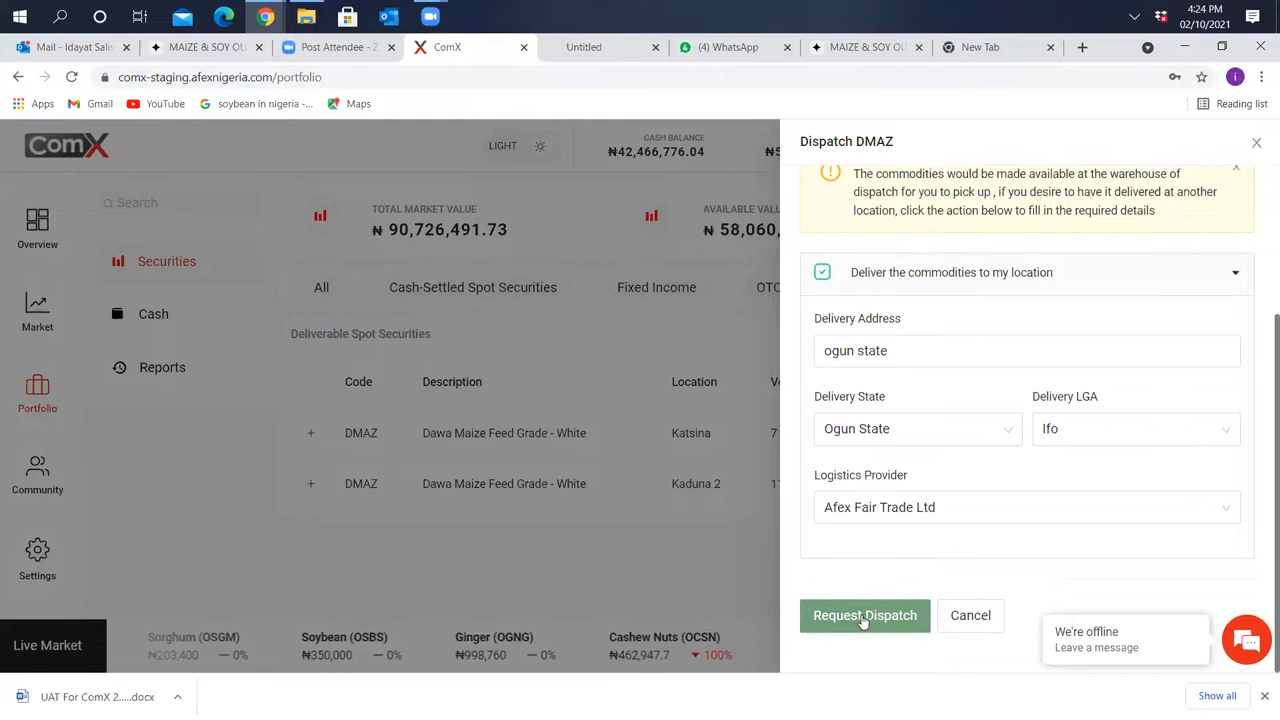 4:24 PM
02/10/2021
Mail - Idayat Salis
MAIZE & SOY OU
Post Attendee - Z
ComX
Untitled
(4) WhatsApp
MAIZE & SOY OU
New Tab
comx-staging.afexnigeria.com/portfolio
i
Apps
Gmail
YouTube
soybean in nigeria -...
Maps
Reading list
ComX
LIGHT
CASH BALANCE
₦42,466,776.04
Dispatch DMAZ
The commodities would be made available at the warehouse of
dispatch for you to pick up , if you desire to have it delivered at another
location, click the action below to fill in the required details
Overview
Market
Portfolio
Community
Settings
Search
Securities
Cash
Reports
TOTAL MARKET VALUE
₦ 90,726,491.73
AVAILABLE VALU
₦ 58,060,
All
Cash-Settled Spot Securities
Fixed Income
OTC
Deliverable Spot Securities
Code
Description
Location
+
DMAZ
Dawa Maize Feed Grade - White
Katsina
7
+
DMAZ
Dawa Maize Feed Grade - White
Kaduna 2
Deliver the commodities to my location
Delivery Address
ogun state
Delivery State
Delivery LGA
Ogun State
Ifo
Logistics Provider
Afex Fair Trade Ltd
Request Dispatch
Cancel
We're offline
Leave a message
Live Market
Sorghum (OSGM)
₦203,400 — 0%
Soybean (OSBS)
₦350,000 — 0%
Ginger (OGNG)
₦998,760 — 0%
Cashew Nuts (OCSN)
₦462,947.7 ▼ 100%
UAT For ComX 2.....docx
Show all